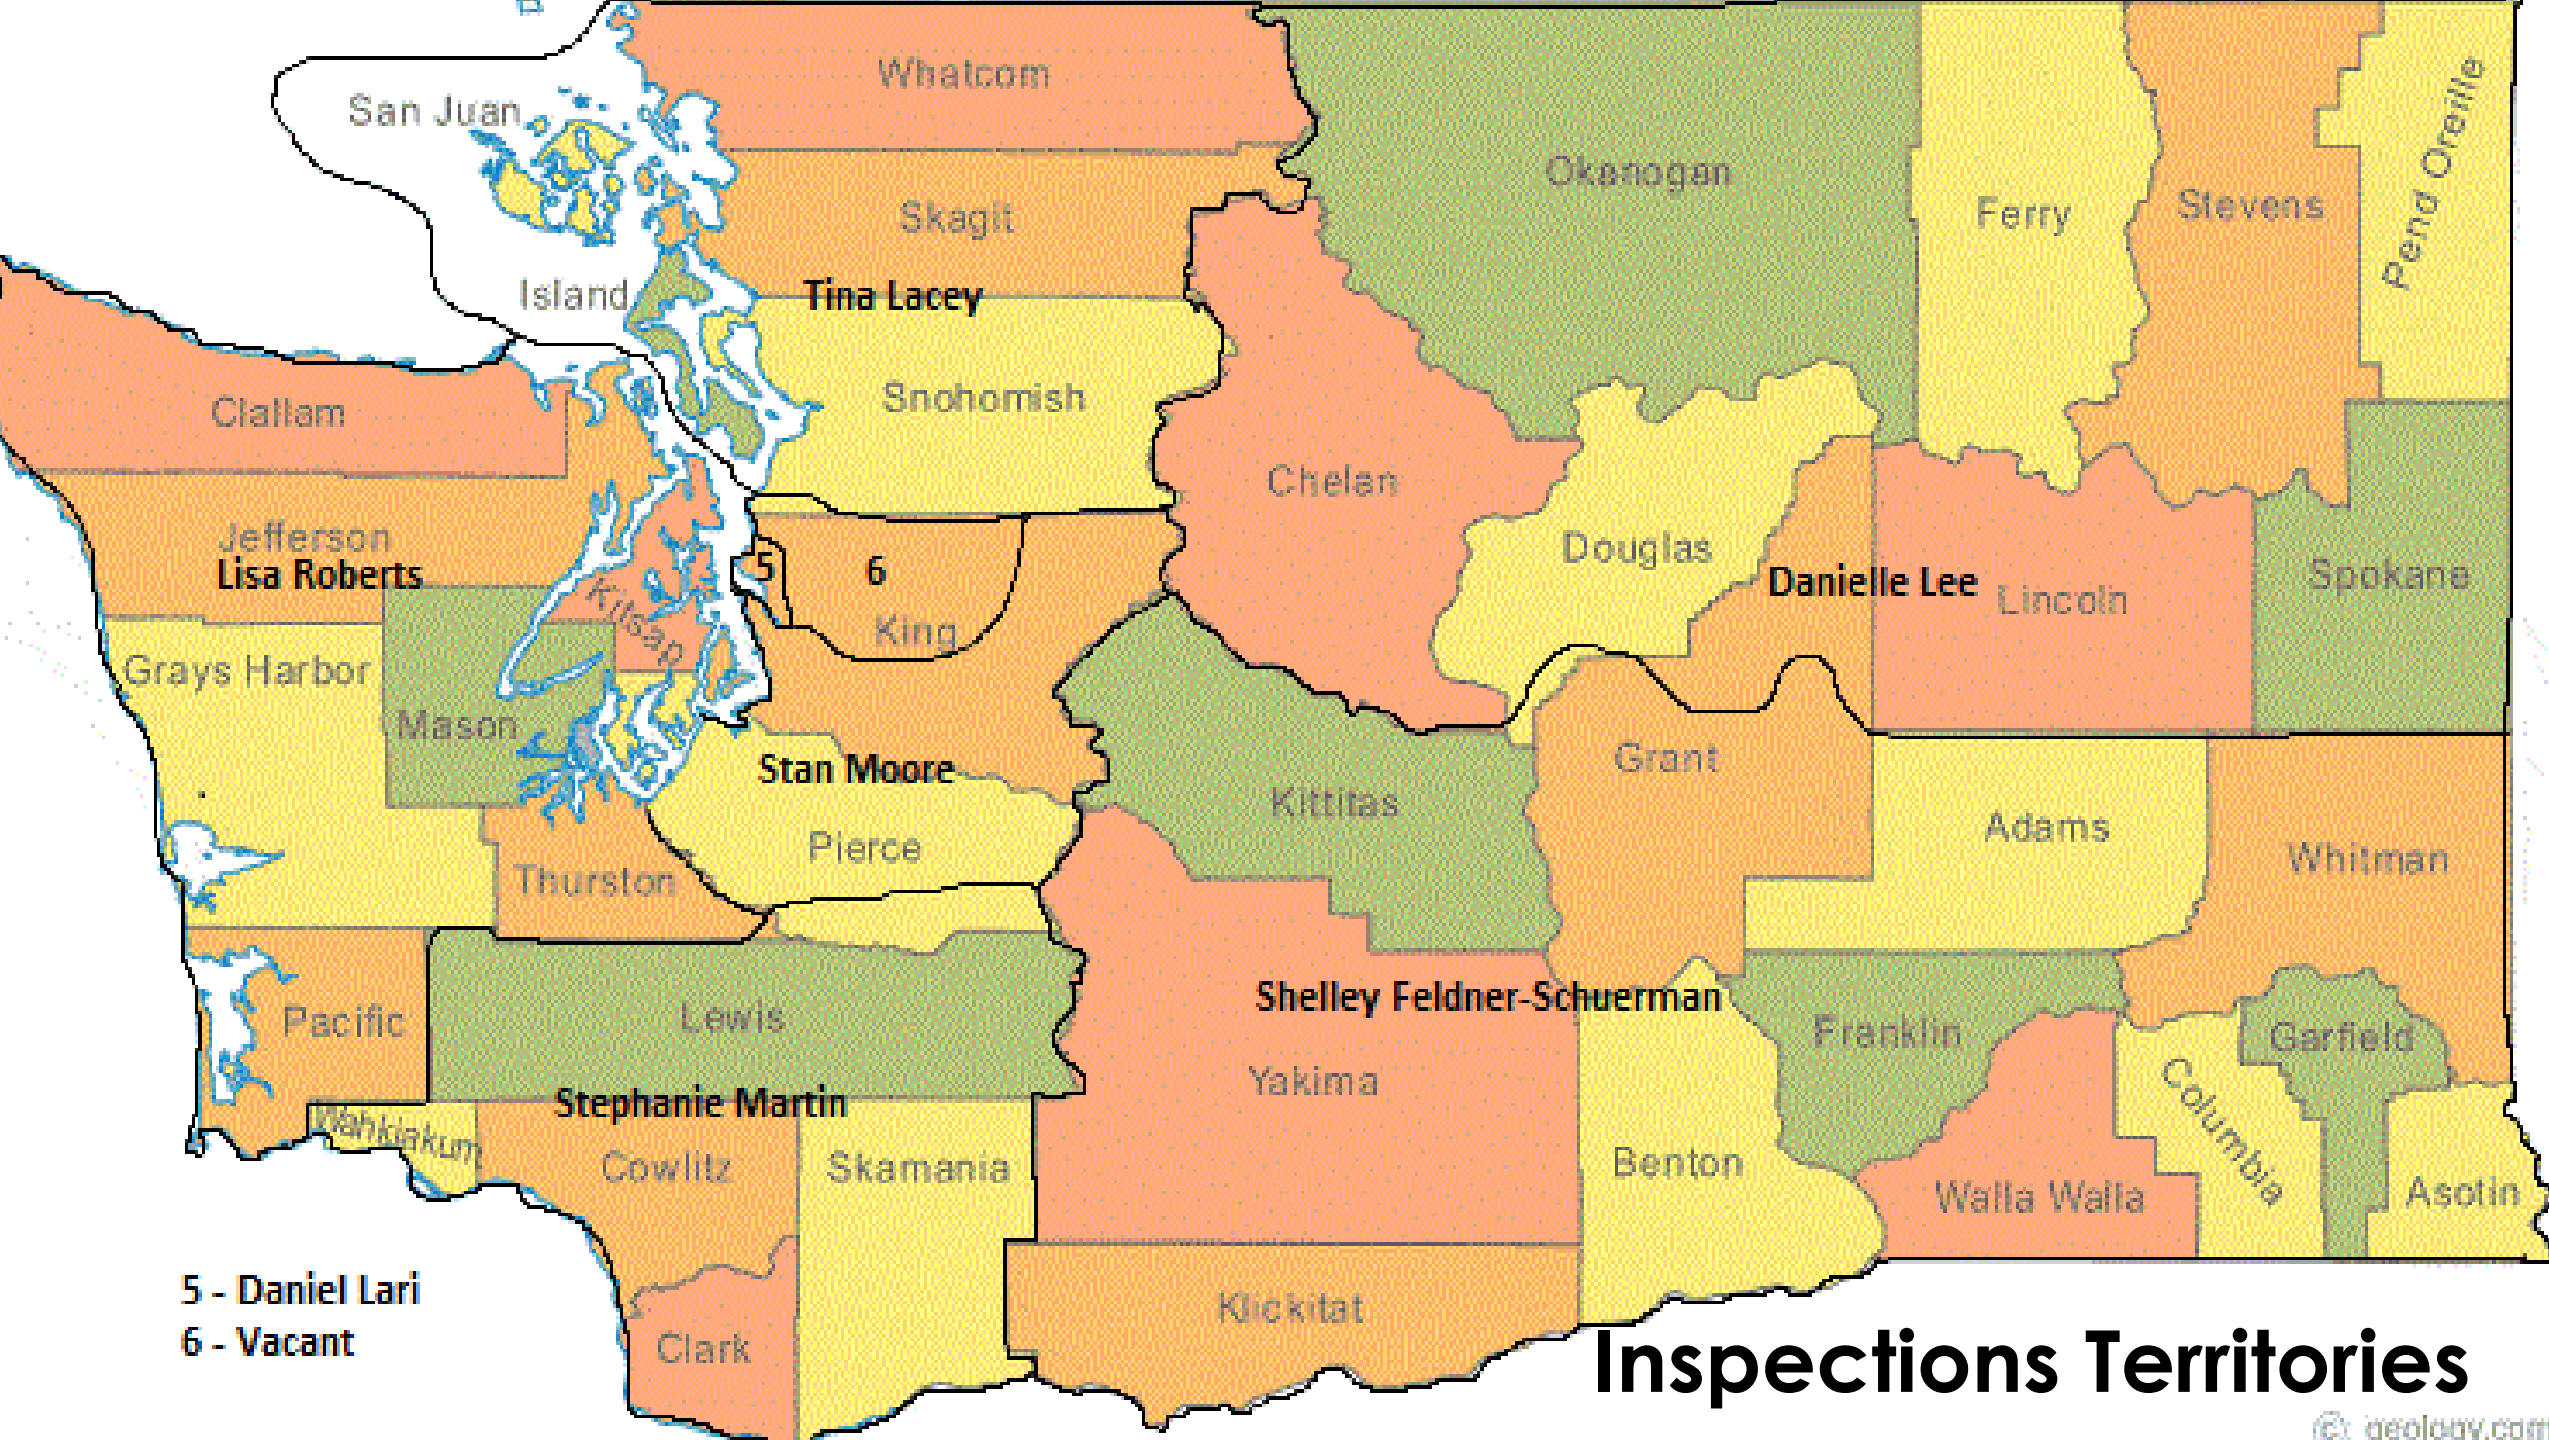 Whatcom
San Juan
Okanogan
Ferry
Stevens
Pend Oreille
Skagit
Island
Tina Lacey
Snohomish
Clallam
Chelan
Jefferson
Lisa Roberts
Kitsap
5
6
King
Douglas
Danielle Lee
Lincoln
Spokane
Grays Harbor
Mason
Stan Moore
Pierce
Thurston
Kittitas
Grant
Adams
Whitman
Pacific
Lewis
Shelley Feldner-Schuerman
Yakima
Franklin
Garfield
Columbia
Wahkiakum
Stephanie Martin
Cowlitz
Skamania
Benton
Walla Walla
Asotin
5 - Daniel Lari
6 - Vacant
Clark
Klickitat
Inspections Territories
© geology.com